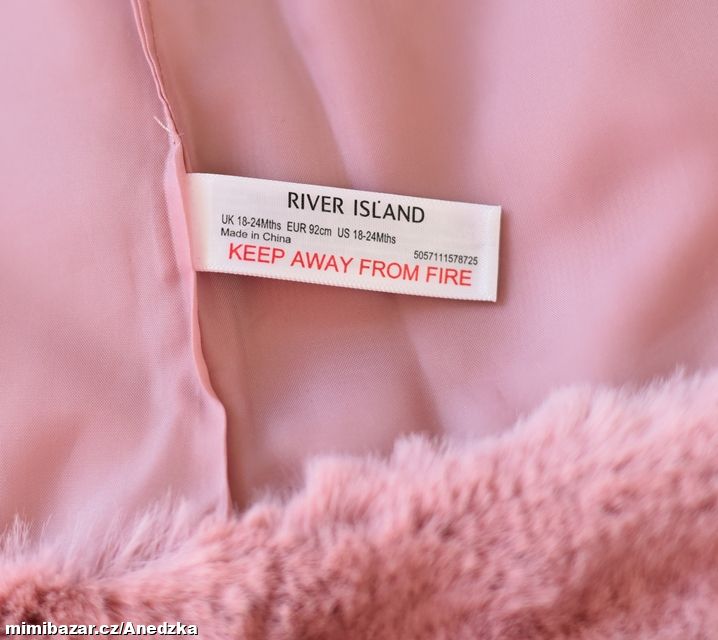 RIVER ISLAND
UK 18-24Mths EUR 92cm US 18-24Mths
Made in China
5057111578725
KEEP AWAY FROM FIRE
mimibazar.cz/Anedzka